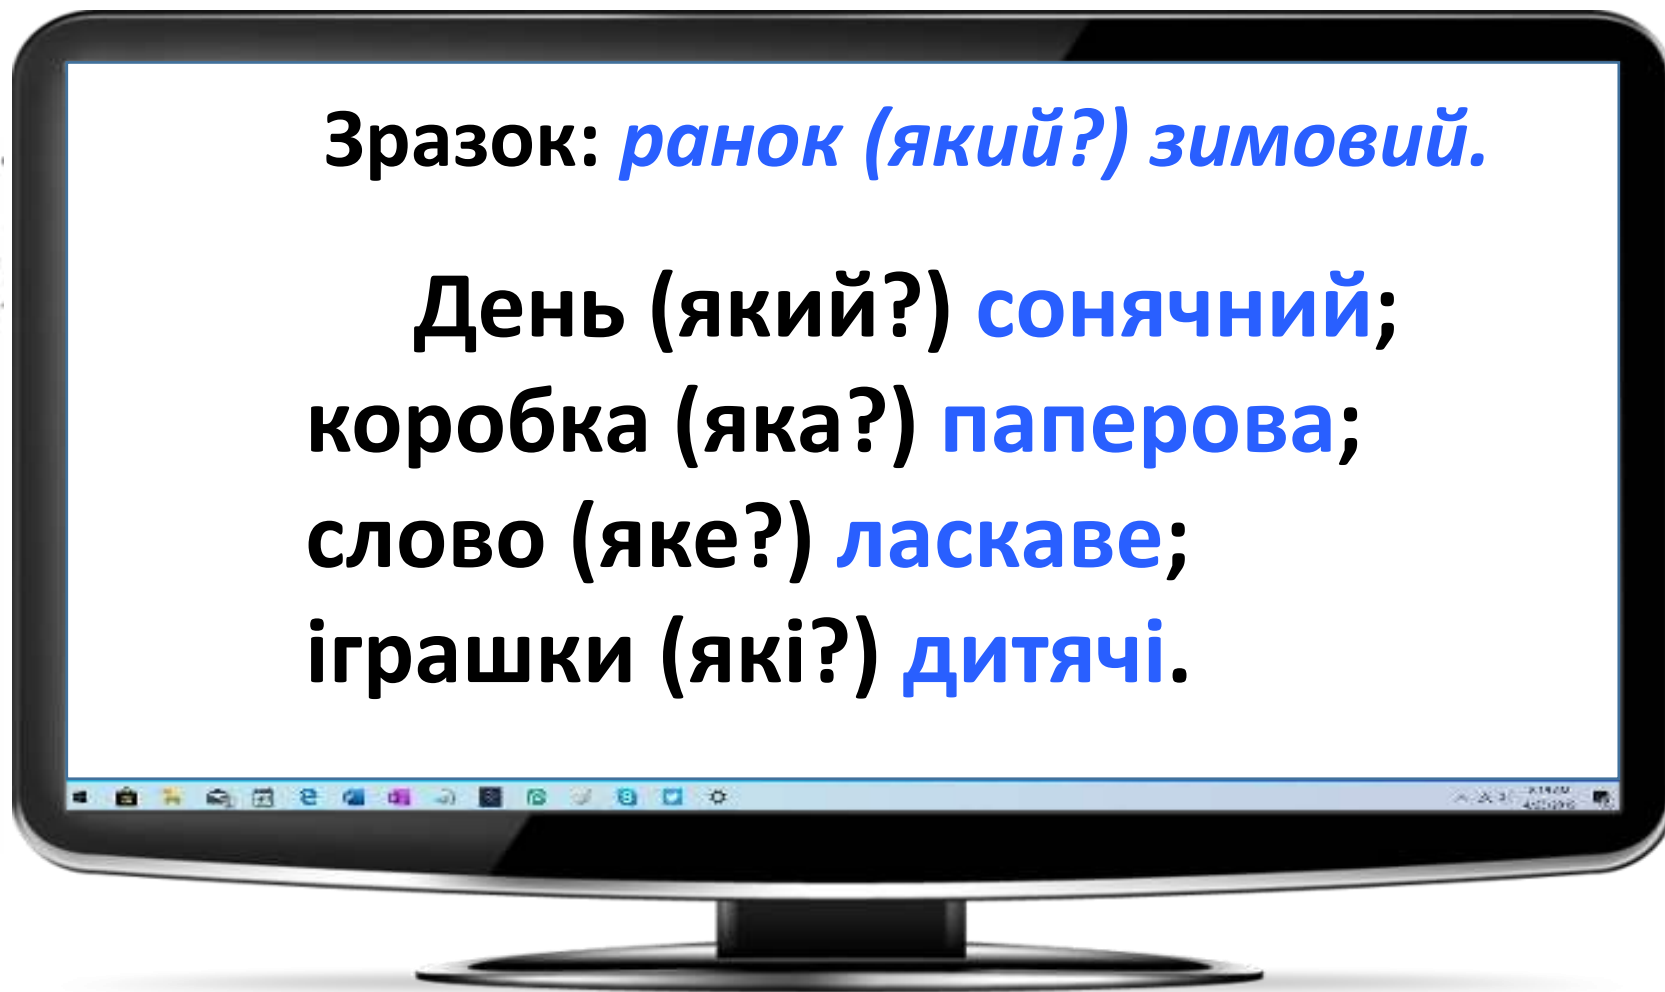 Зразок: ранок (який?) зимовий.
День (який?) сонячний;
коробка (яка?) паперова;
слово (яке?) ласкаве;
іграшки (які?) дитячі.